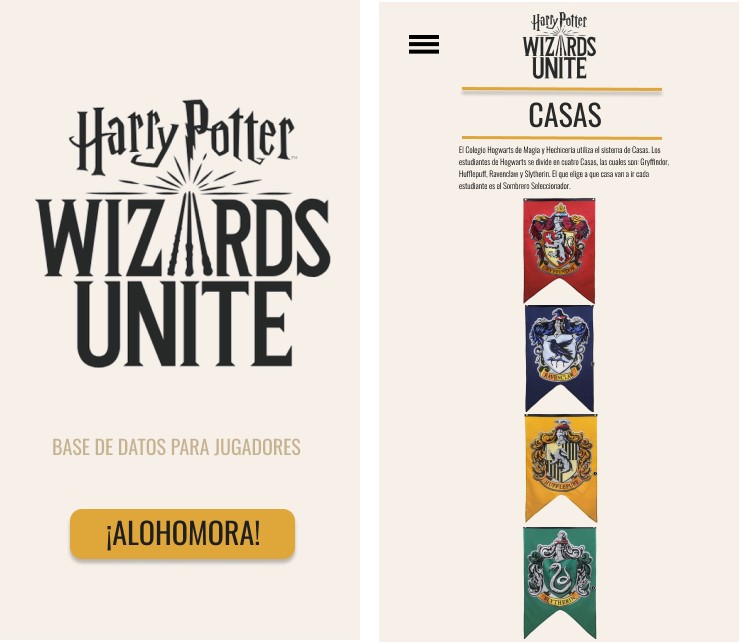 Harry Potter
WIZARDS
UNITE
BASE DE DATOS PARA JUGADORES
¡ALOHOMORA!
Harry Potter
WIZARDS
UNITE
CASAS
El Colegio Hogwarts de Magia y Hechicería utiliza el sistema de Casas. Los
estudiantes de Hogwarts se divide en cuatro Casas, las cuales son: Gryffindor,
Hufflepuff, Ravenclaw y Slytherin. El que elige a que casa van a ir cada
estudiante es el Sombrero Seleccionador.
GRYFFINDOR
RAVENCLAW
HUFFLEPUFF
SLYTHERIN